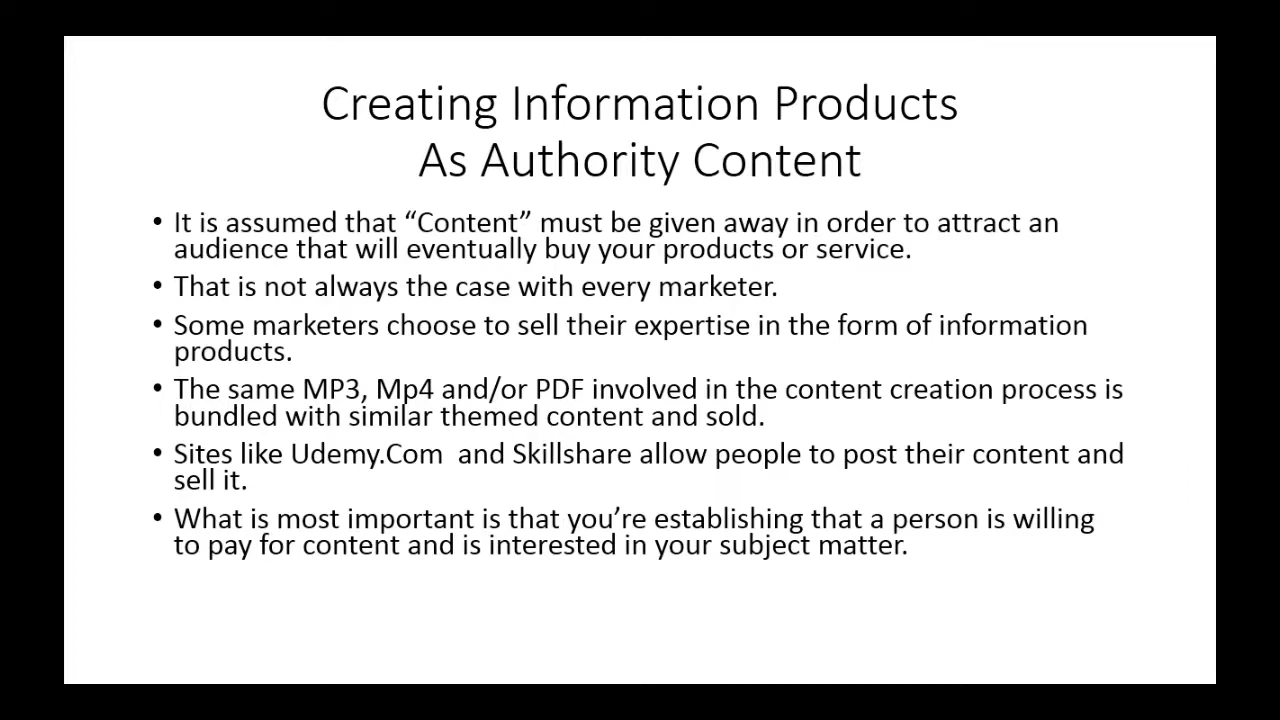 Creating Information Products
As Authority Content
• It is assumed that “Content” must be given away in order to attract an
audience that will eventually buy your products or service.
• That is not always the case with every marketer.
• Some marketers choose to sell their expertise in the form of information
products.
• The same MP3, Mp4 and/or PDF involved in the content creation process is
bundled with similar themed content and sold.
• Sites like Udemy.Com  and Skillshare allow people to post their content and
sell it.
• What is most important is that you’re establishing that a person is willing
to pay for content and is interested in your subject matter.